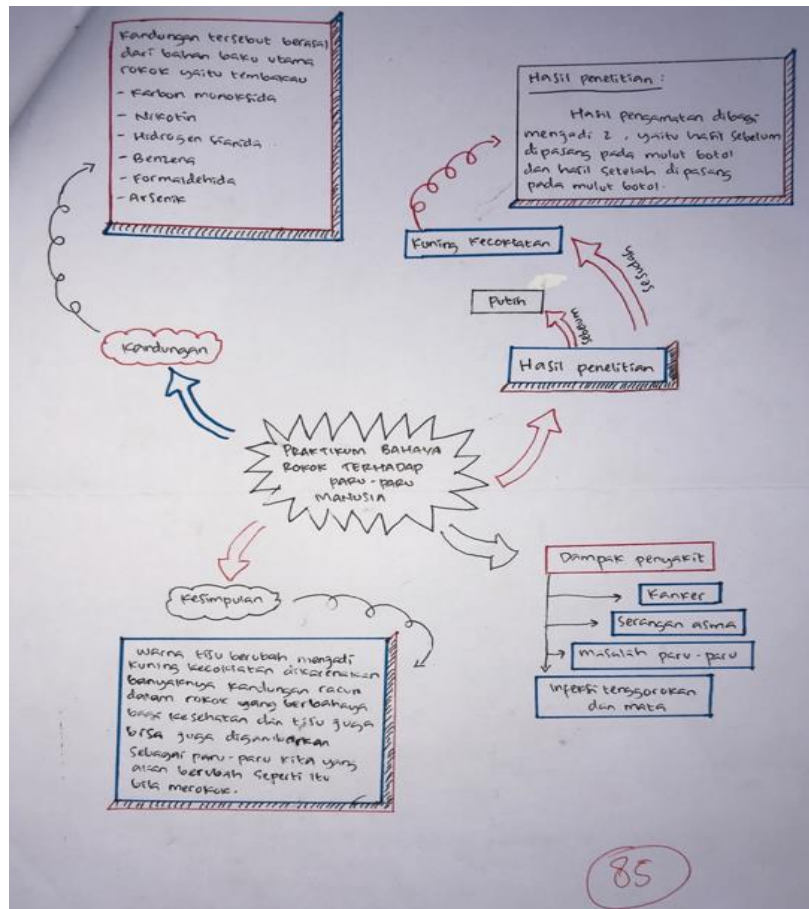 Kandungan tersebut berasal
dari bahan baku utama
rokok yaitu tembakau
- Karbon monoksida
- Nikotin
- Hidrogen sianida
- Benzena
- Formaldehida
- Arsenik
Hasil penelitian :
Hasil pengamatan dibagi
menjadi 2 , yaitu hasil sebelum
dipasang pada mulut botol
dan hasil setelah dipasang
pada mulut botol.
Kuning Kecoklatan
sesudah
Putih
sebelum
Kandungan
Hasil penelitian
PRAKTIKUM BAHAYA
ROKOK TERHADAP
PARU-PARU
MANUSIA
Kesimpulan
Warna tisu berubah menjadi
kuning kecoklatan dikarenakan
banyaknya kandungan racun
dalam rokok yang berbahaya
bagi kesehatan dan tisu juga
bisa juga digambarkan
sebagai paru-paru kita yang
akan berubah seperti itu
bila merokok.
Dampak penyakit
Kanker
Serangan asma
Masalah paru-paru
Infeksi tenggorokan
dan mata
85